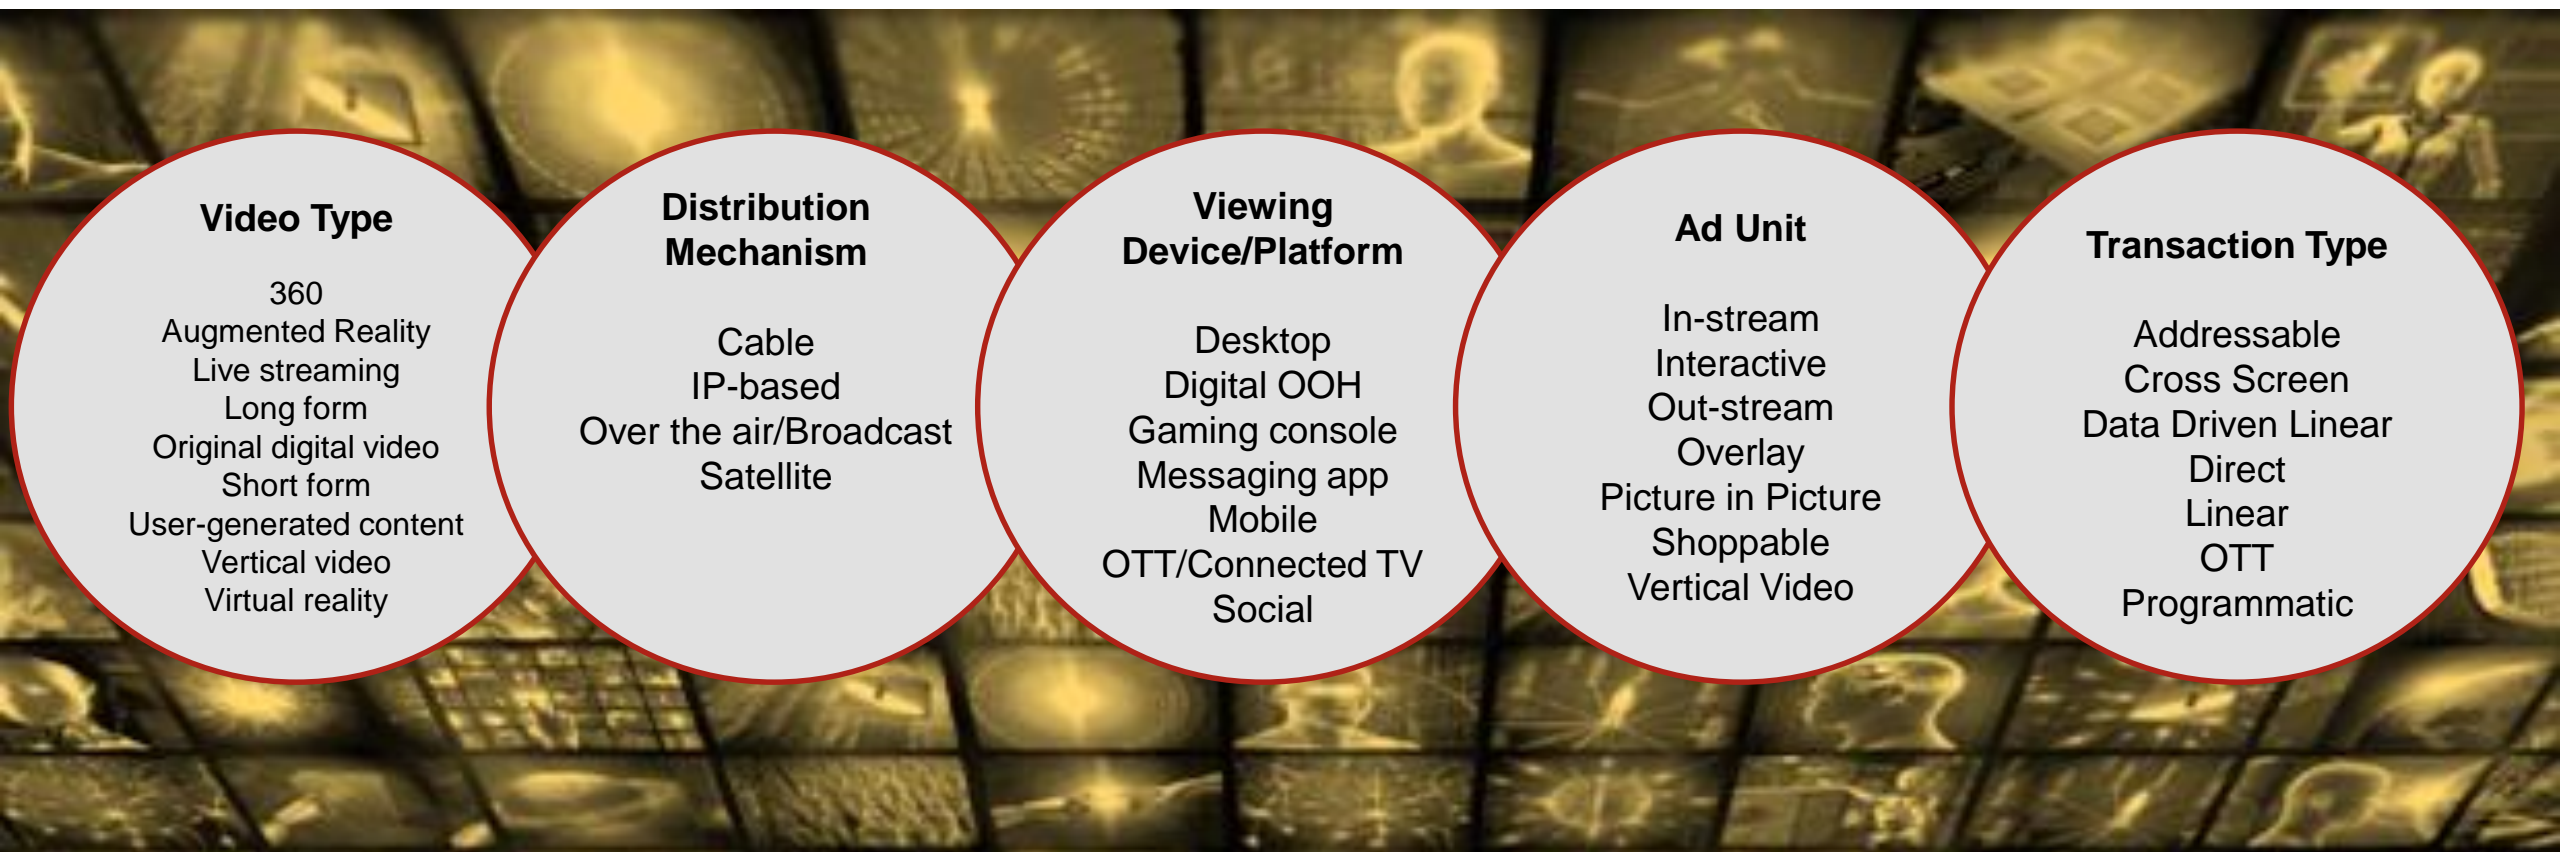 Video Type
360
Augmented Reality
Live streaming
Long form
Original digital video
Short form
User-generated content
Vertical video
Virtual reality
Distribution
Mechanism
Cable
IP-based
Over the air/Broadcast
Satellite
Viewing
Device/Platform
Desktop
Digital OOH
Gaming console
Messaging app
Mobile
OTT/Connected TV
Social
Ad Unit
In-stream
Interactive
Out-stream
Overlay
Picture in Picture
Shoppable
Vertical Video
Transaction Type
Addressable
Cross Screen
Data Driven Linear
Direct
Linear
OTT
Programmatic